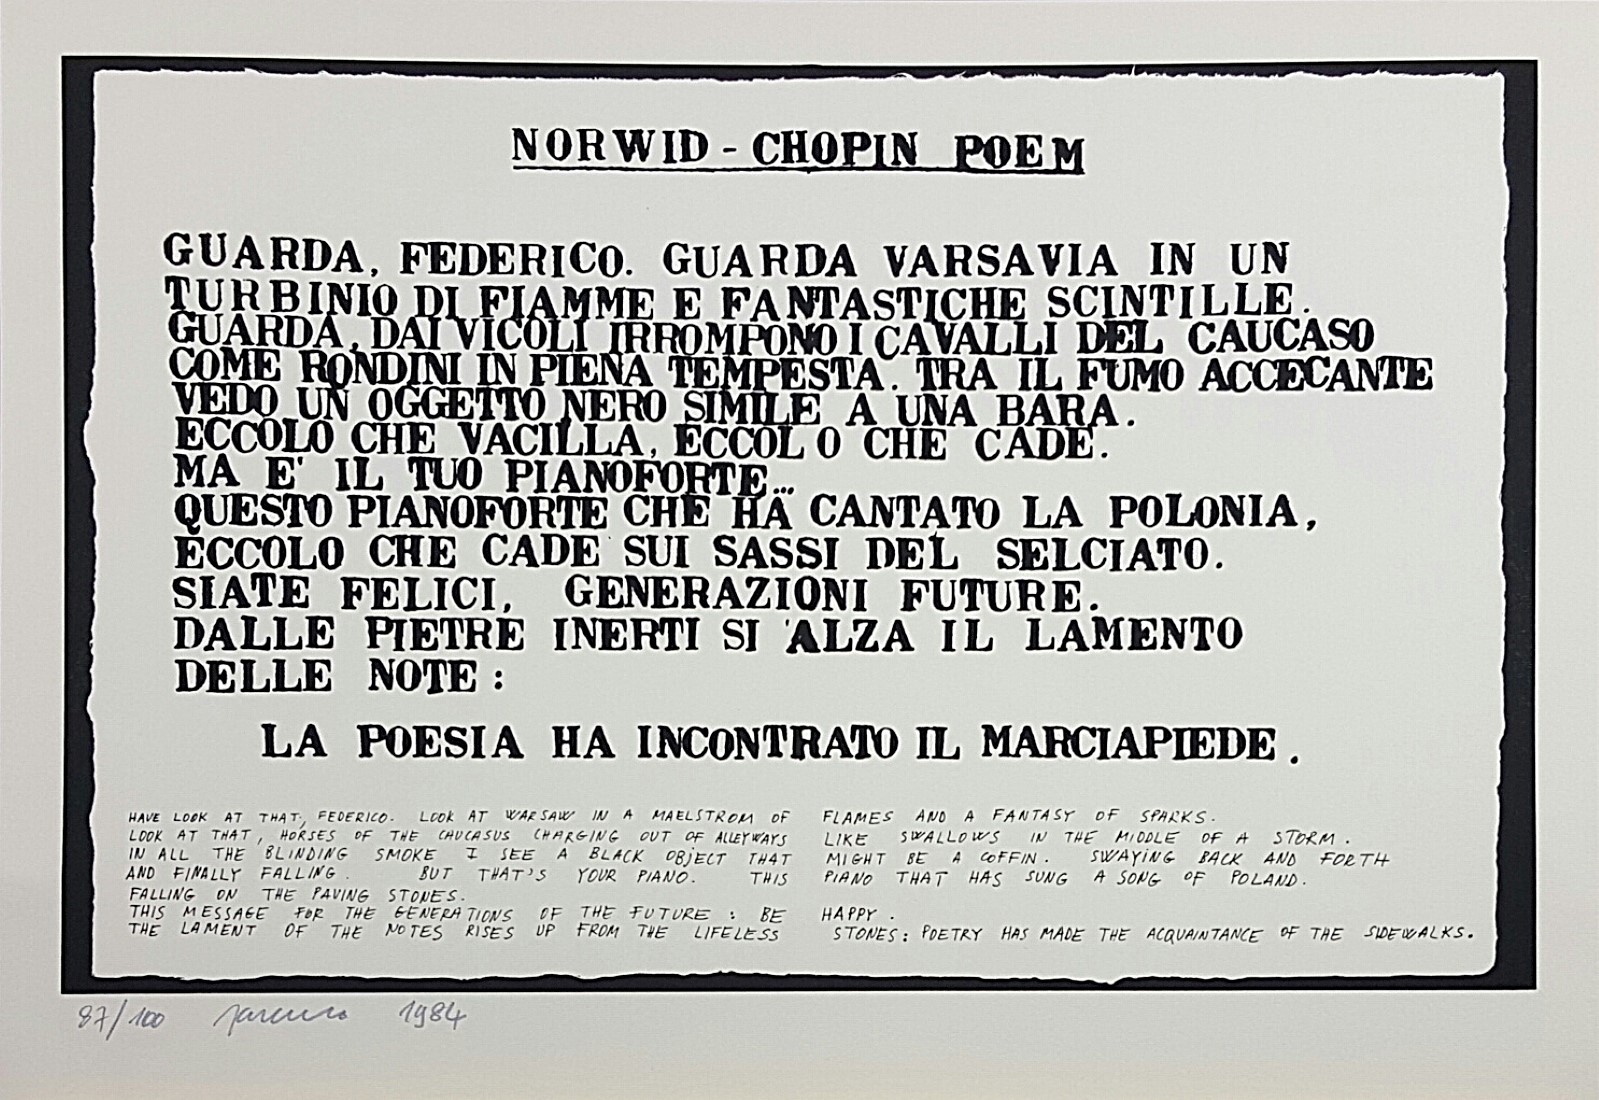 NORWID - CHOPIN POEM
GUARDA, FEDERICO. GUARDA VARSAVIA IN UN
TURBINIO DI FIAMME E FANTASTICHE SCINTILLE.
GUARDA, DAI VICOLI IRROMPONO I CAVALLI DEL CAUCASO
COME RONDINI IN PIENA TEMPESTA. TRA IL FUMO ACCECANTE
VEDO UN OGGETTO NERO SIMILE A UNA BARA.
ECCOLO CHE VACILLA, ECCOLO CHE CADE.
MA E' IL TUO PIANOFORTE...
QUESTO PIANOFORTE CHE HA CANTATO LA POLONIA,
ECCOLO CHE CADE SUI SASSI DEL SELCIATO.
SIATE FELICI, GENERAZIONI FUTURE.
DALLE PIETRE INERTI SI ALZA IL LAMENTO
DELLE NOTE:
LA POESIA HA INCONTRATO IL MARCIAPIEDE.
HAVE LOOK AT THAT, FEDERICO. LOOK AT WARSAW IN A MAELSTROM OF FLAMES AND A FANTASY OF SPARKS.
LOOK AT THAT, HORSES OF THE CAUCASUS CHARGING OUT OF ALLEYWAYS LIKE SWALLOWS IN THE MIDDLE OF A STORM.
IN ALL THE BLINDING SMOKE I SEE A BLACK OBJECT THAT MIGHT BE A COFFIN. SWAYING BACK AND FORTH
AND FINALLY FALLING. BUT THAT'S YOUR PIANO. THIS PIANO THAT HAS SUNG A SONG OF POLAND.
FALLING ON THE PAVING STONES.
THIS MESSAGE FOR THE GENERATIONS OF THE FUTURE: BE HAPPY.
THE LAMENT OF THE NOTES RISES UP FROM THE LIFELESS STONES: POETRY HAS MADE THE ACQUAINTANCE OF THE SIDEWALKS.
87/100 1984